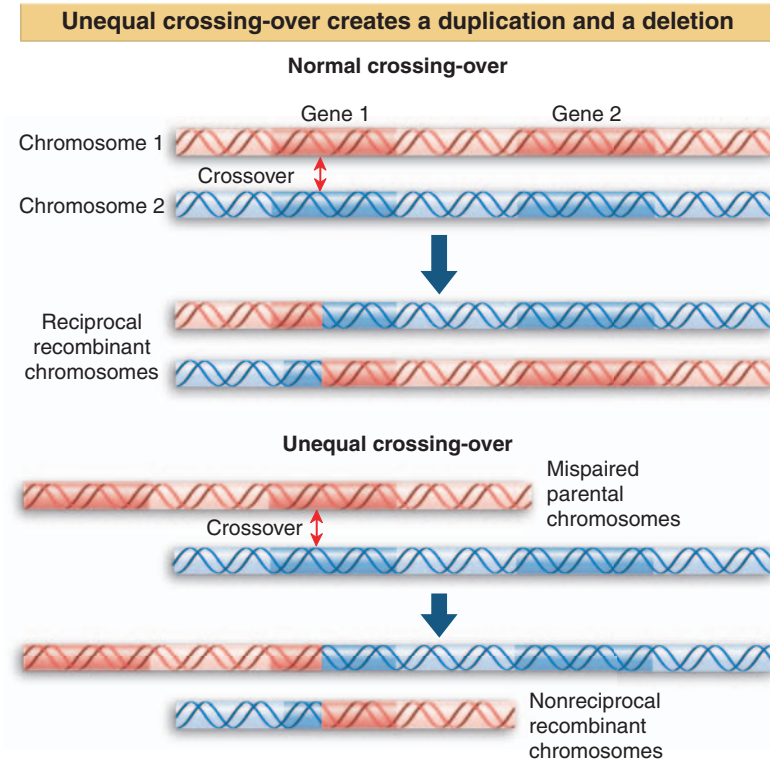 Unequal crossing-over creates a duplication and a deletion
Normal crossing-over
Gene 1
Gene 2
Chromosome 1
Crossover
Chromosome 2
Reciprocal
recombinant
chromosomes
Unequal crossing-over
Mispaired
parental
chromosomes
Crossover
Nonreciprocal
recombinant
chromosomes